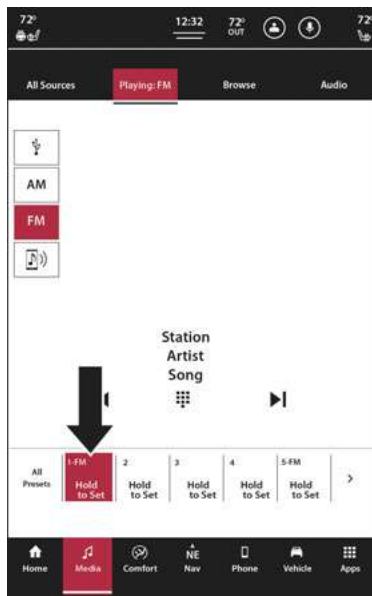 72°
12:32
72°
OUT
72°
All Sources
Playing: FM
Browse
Audio
AM
FM
Station
Artist
Song
All
Presets
1-FM
Hold
to Set
2
Hold
to Set
3
Hold
to Set
4
Hold
to Set
5-FM
Hold
to Set
Home
Media
Comfort
NE
Nav
Phone
Vehicle
Apps